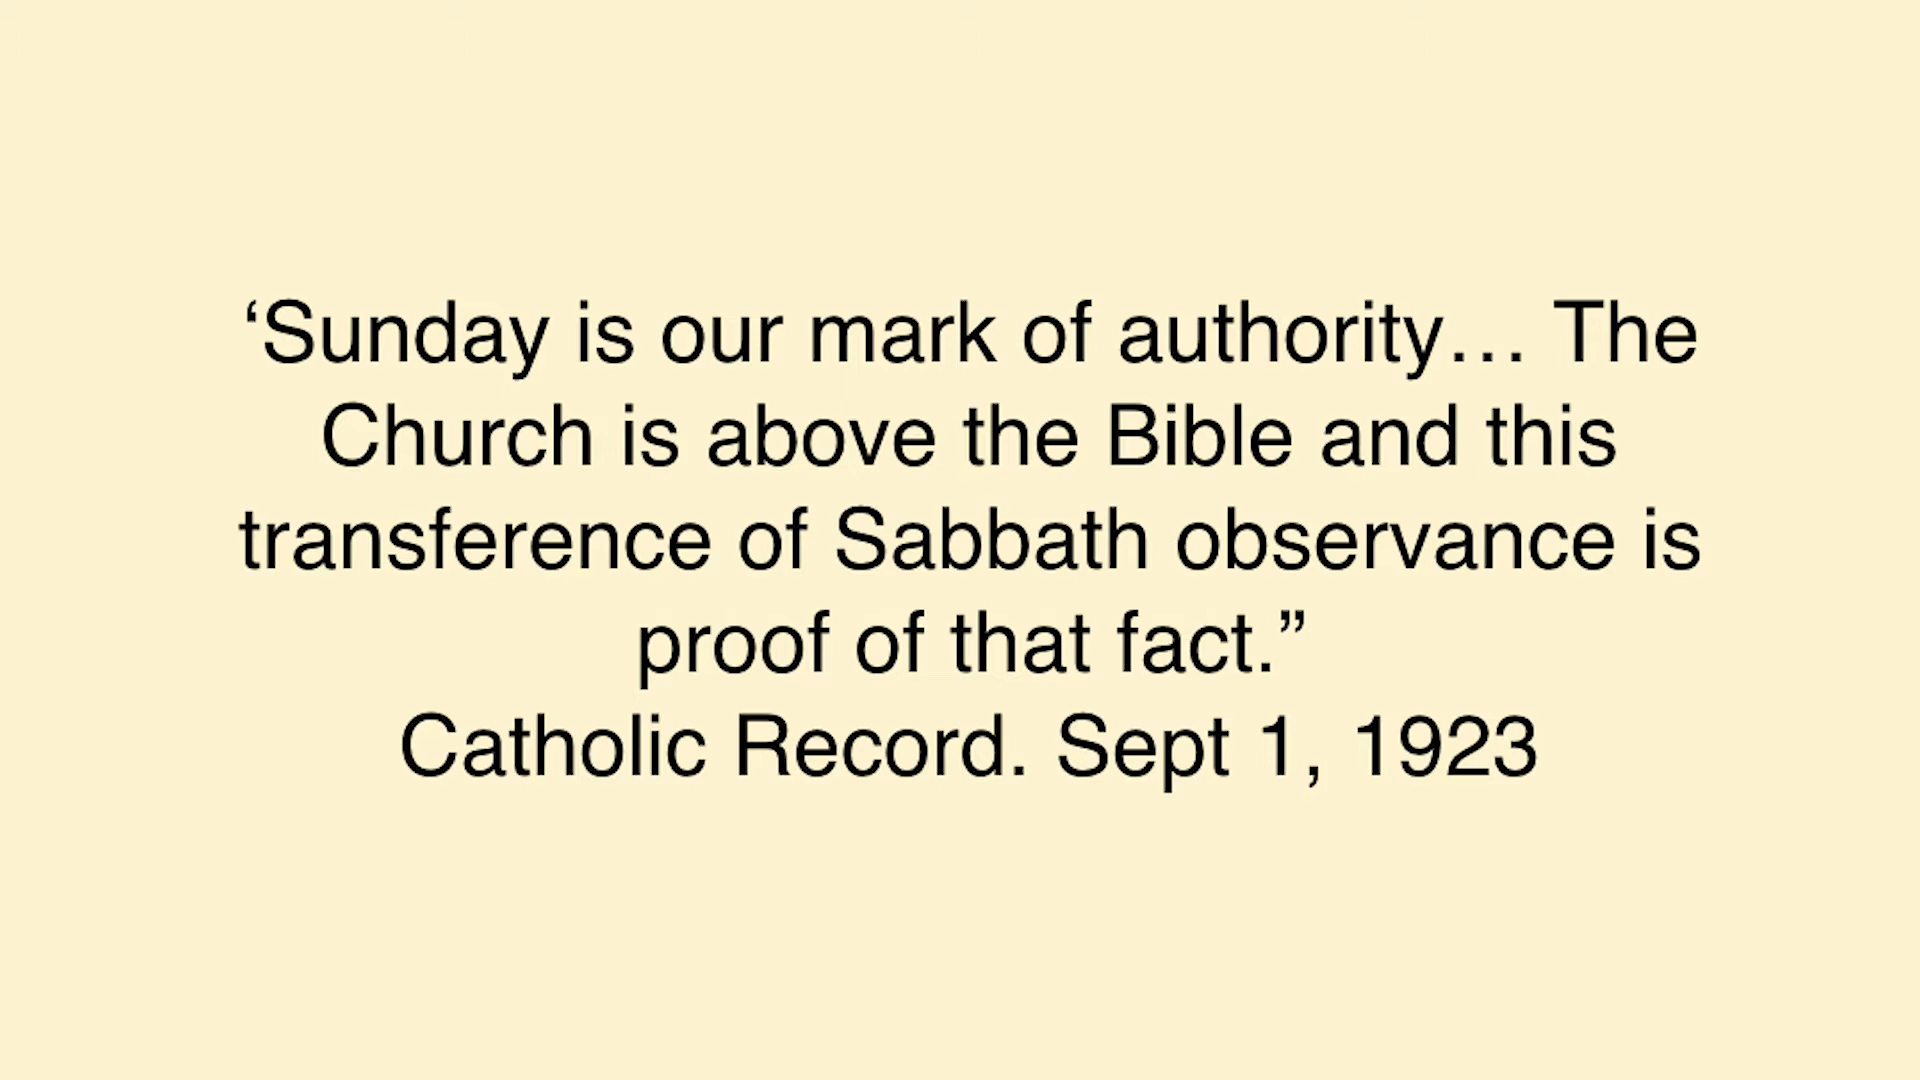 ‘Sunday is our mark of authority… The
Church is above the Bible and this
transference of Sabbath observance is
proof of that fact.”
Catholic Record. Sept 1, 1923